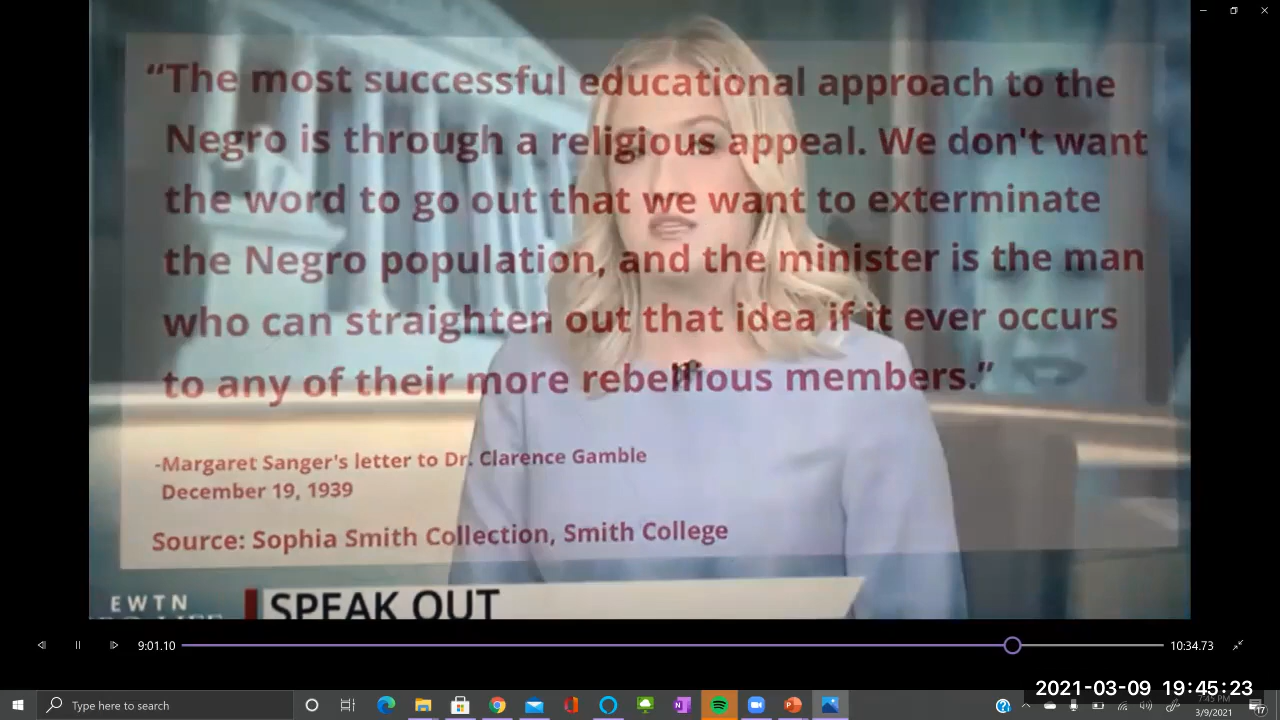 “The most successful educational approach to the
Negro is through a religious appeal. We don't want
the word to go out that we want to exterminate
the Negro population, and the minister is the man
who can straighten out that idea if it ever occurs
to any of their more rebellious members.”
-Margaret Sanger's letter to Dr. Clarence Gamble
December 19, 1939
Source: Sophia Smith Collection, Smith College
EWTN
SPEAK OUT
9:01.10
10:34.73
2021-03-09 19:45:23
Type here to search
3/9/2021
17